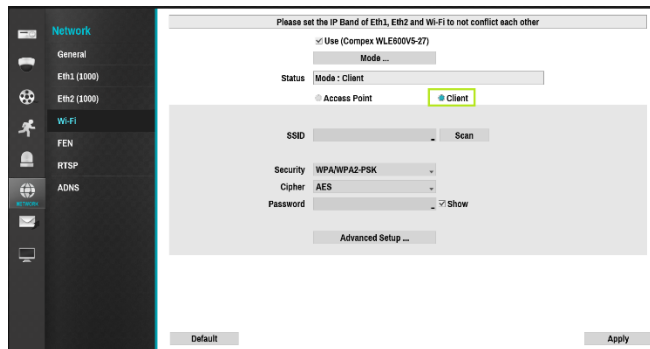 Please set the IP Band of Eth1, Eth2 and Wi-Fi to not conflict each other
Network
General
Eth1 (1000)
Eth2 (1000)
Wi-Fi
FEN
RTSP
ADNS
NETWORK
Use (Compex WLE600V5-27)
Mode ...
Status Mode : Client
Access Point Client
SSID Scan
Security WPA/WPA2-PSK
Cipher AES
Password Show
Advanced Setup ...
Default Apply